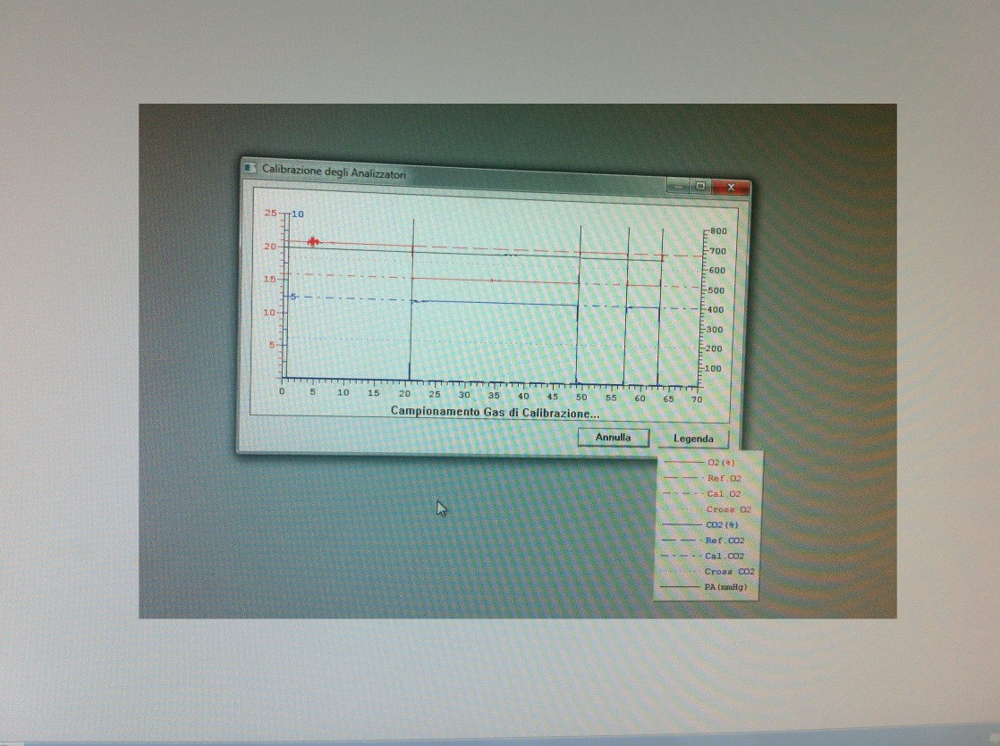 Calibrazione degli Analizzatori
25 10 800
20 700
600
15 5 500
400
10 300
5 200
100
0 5 10 15 20 25 30 35 40 45 50 55 60 65 70
Campionamento Gas di Calibrazione...
Annulla Legenda
O2(%)
Ref.O2
Cal.O2
Cross O2
CO2(%)
Ref.CO2
Cal.CO2
Cross CO2
PA(mmHg)